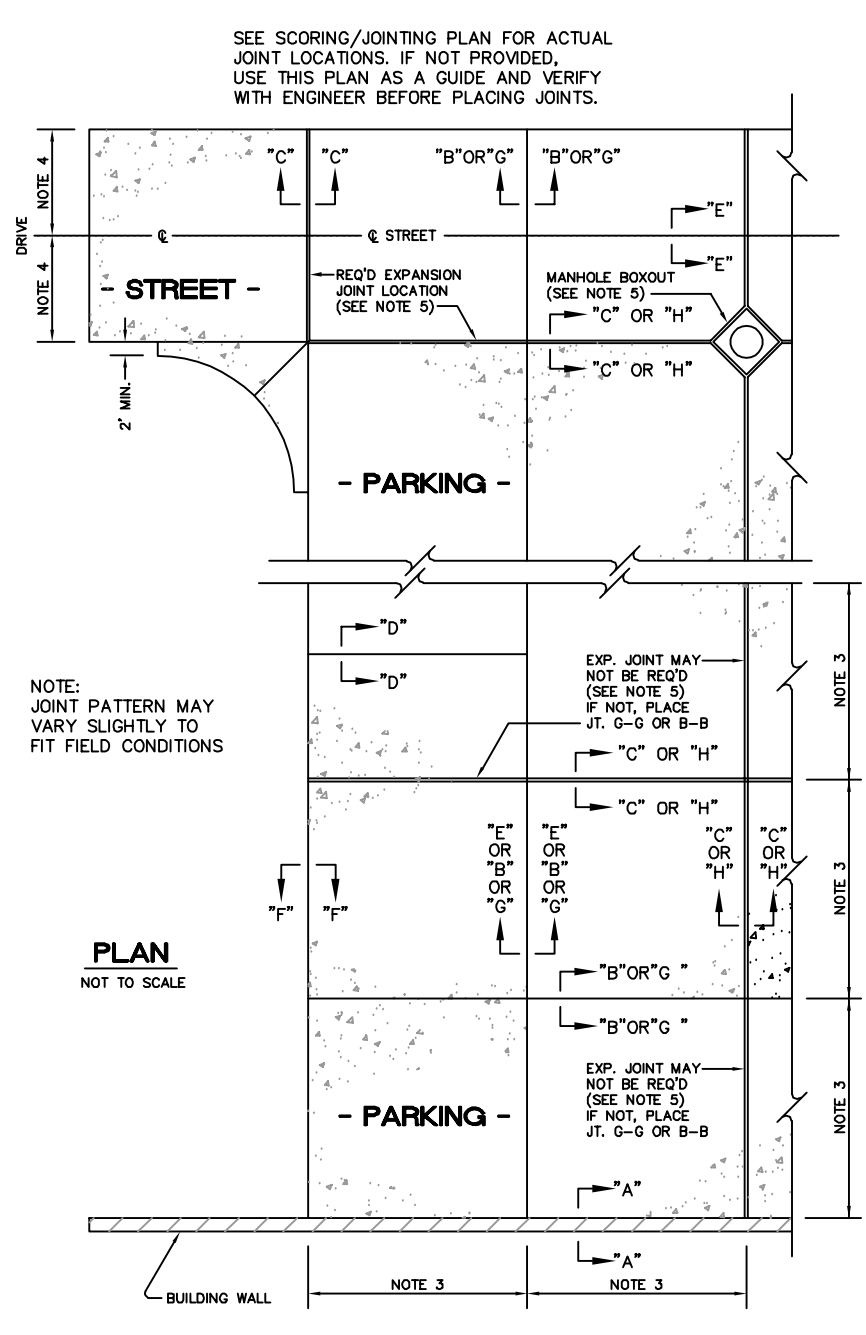 SEE SCORING/JOINTING PLAN FOR ACTUAL
JOINT LOCATIONS. IF NOT PROVIDED,
USE THIS PLAN AS A GUIDE AND VERIFY
WITH ENGINEER BEFORE PLACING JOINTS.
DRIVE
NOTE 4
NOTE 4
"C"
"C"
"B"OR"G"
"B"OR"G"
"E"
"E"
℄
℄ STREET
- STREET -
REQ'D EXPANSION
JOINT LOCATION
(SEE NOTE 5)
MANHOLE BOXOUT
(SEE NOTE 5)
"C" OR "H"
"C" OR "H"
2' MIN.
- PARKING -
"D"
"D"
NOTE:
JOINT PATTERN MAY
VARY SLIGHTLY TO
FIT FIELD CONDITIONS
EXP. JOINT MAY
NOT BE REQ'D
(SEE NOTE 5)
IF NOT, PLACE
JT. G-G OR B-B
NOTE 3
"C" OR "H"
"C" OR "H"
"E"
OR
"B"
OR
"G"
"E"
OR
"B"
OR
"G"
"C"
OR
"H"
"C"
OR
"H"
NOTE 3
"F"
"F"
PLAN
NOT TO SCALE
"B"OR"G "
"B"OR"G "
EXP. JOINT MAY
NOT BE REQ'D
(SEE NOTE 5)
IF NOT, PLACE
JT. G-G OR B-B
NOTE 3
- PARKING -
"A"
"A"
BUILDING WALL
NOTE 3
NOTE 3